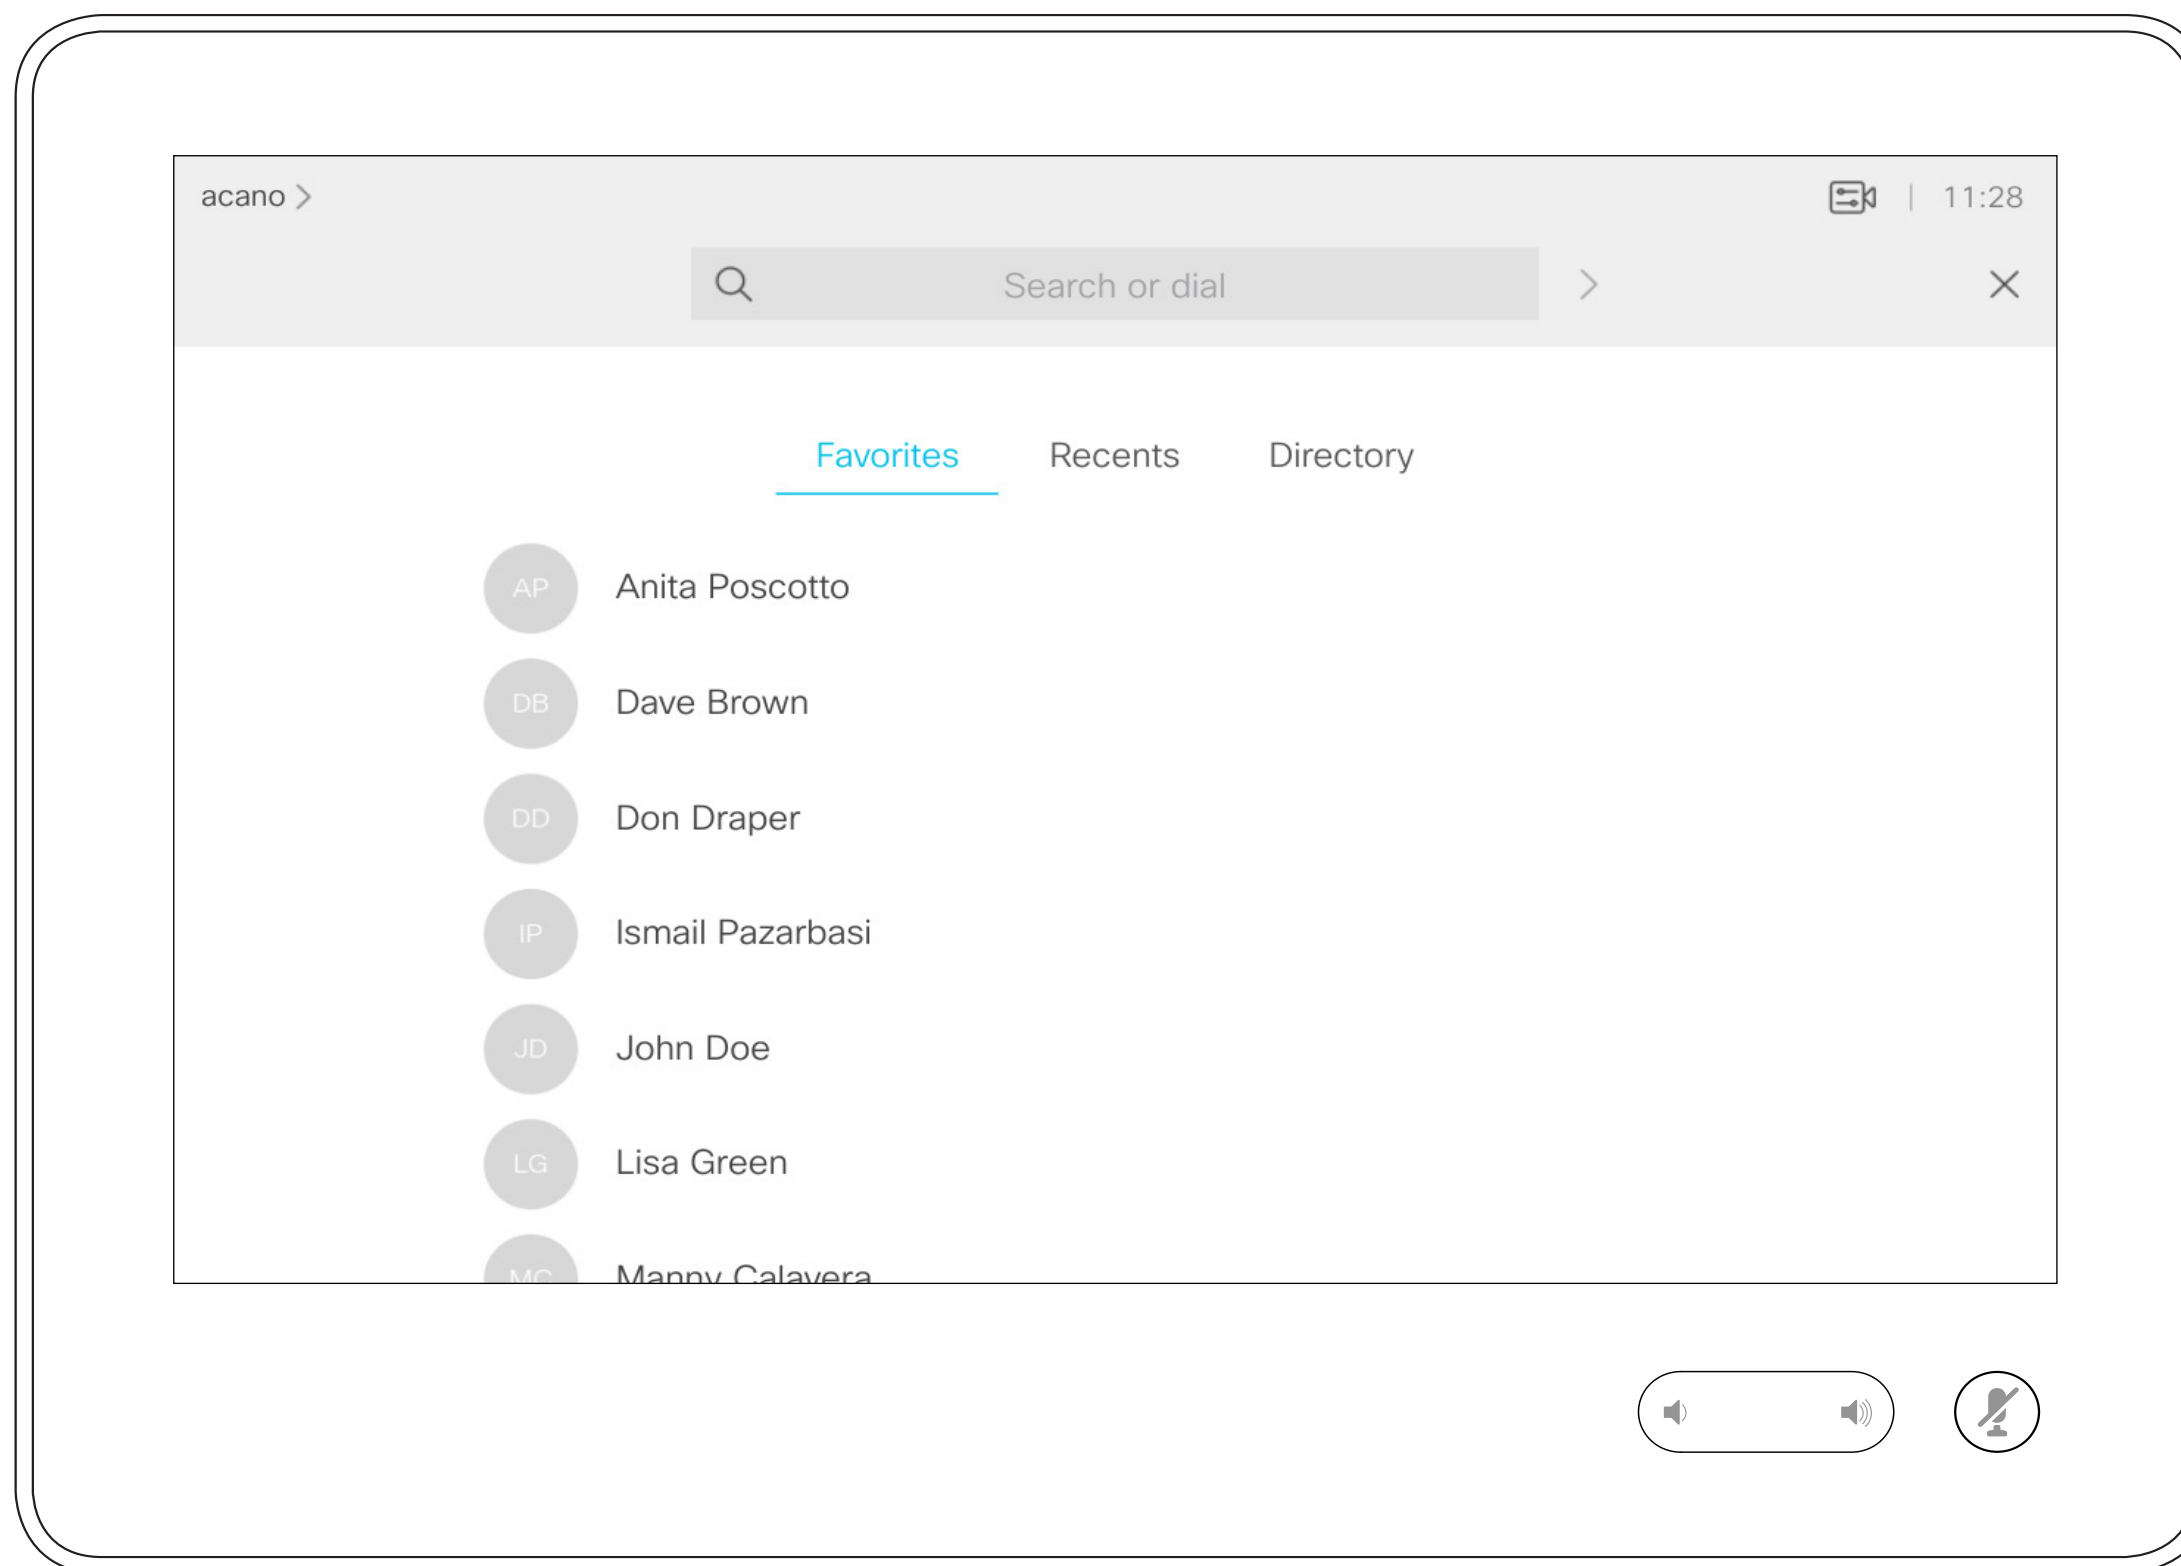 acano
11:28
Search or dial
Favorites Recents Directory
AP Anita Poscotto
DB Dave Brown
DD Don Draper
IP Ismail Pazarbasi
JD John Doe
LG Lisa Green
MC Manny Calavera